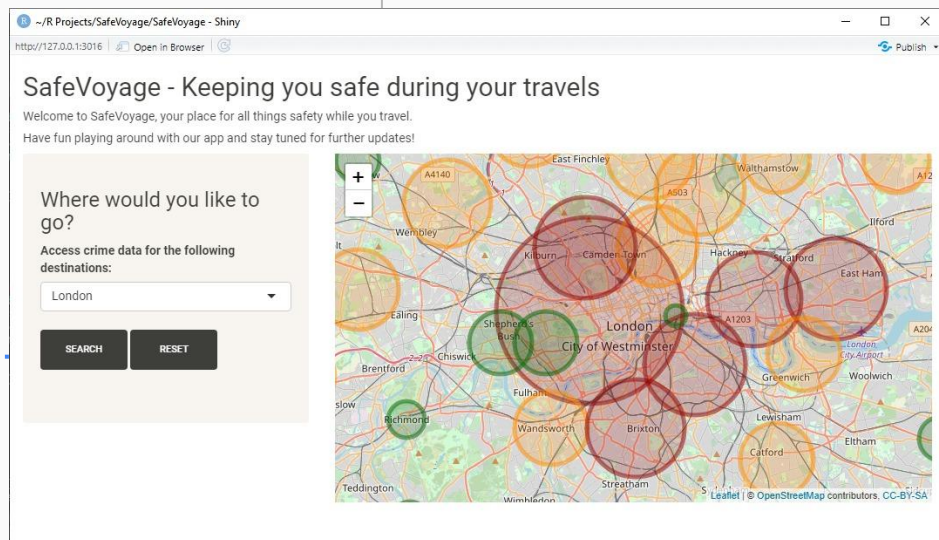 ~/R Projects/SafeVoyage/SafeVoyage - Shiny
http://127.0.0.1:3016
Open in Browser
Publish
SafeVoyage - Keeping you safe during your travels
Welcome to SafeVoyage, your place for all things safety while you travel.
Have fun playing around with our app and stay tuned for further updates!
Where would you like to
go?
Access crime data for the following
destinations:
London
SEARCH
RESET
+
−
East Finchley
Walthamstow
A4140
A503
A12
Wembley
Ilford
Kilburn
Camden Town
Hackney
Stratford
East Ham
Ealing
Shepherd's
Bush
London
A1203
City of Westminster
A204
London
City Airport
Chiswick
Brentford
Greenwich
Woolwich
Fulham
Richmond
Wandsworth
Brixton
Lewisham
Eltham
Catford
Teddington
Streatham
Wimbledon
Leaflet | © OpenStreetMap contributors, CC-BY-SA